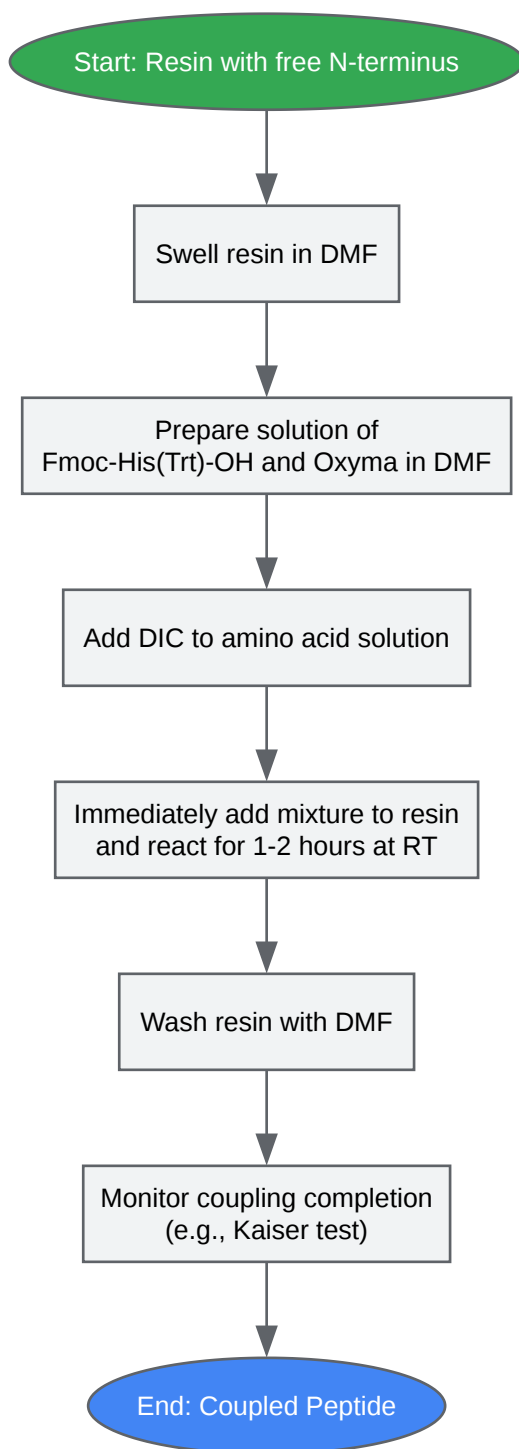 Start: Resin with free N-terminus
Swell resin in DMF
Prepare solution of
Fmoc-His(Trt)-OH and Oxyma in DMF
Add DIC to amino acid solution
Immediately add mixture to resin
and react for 1-2 hours at RT
Wash resin with DMF
Monitor coupling completion
(e.g., Kaiser test)
End: Coupled Peptide